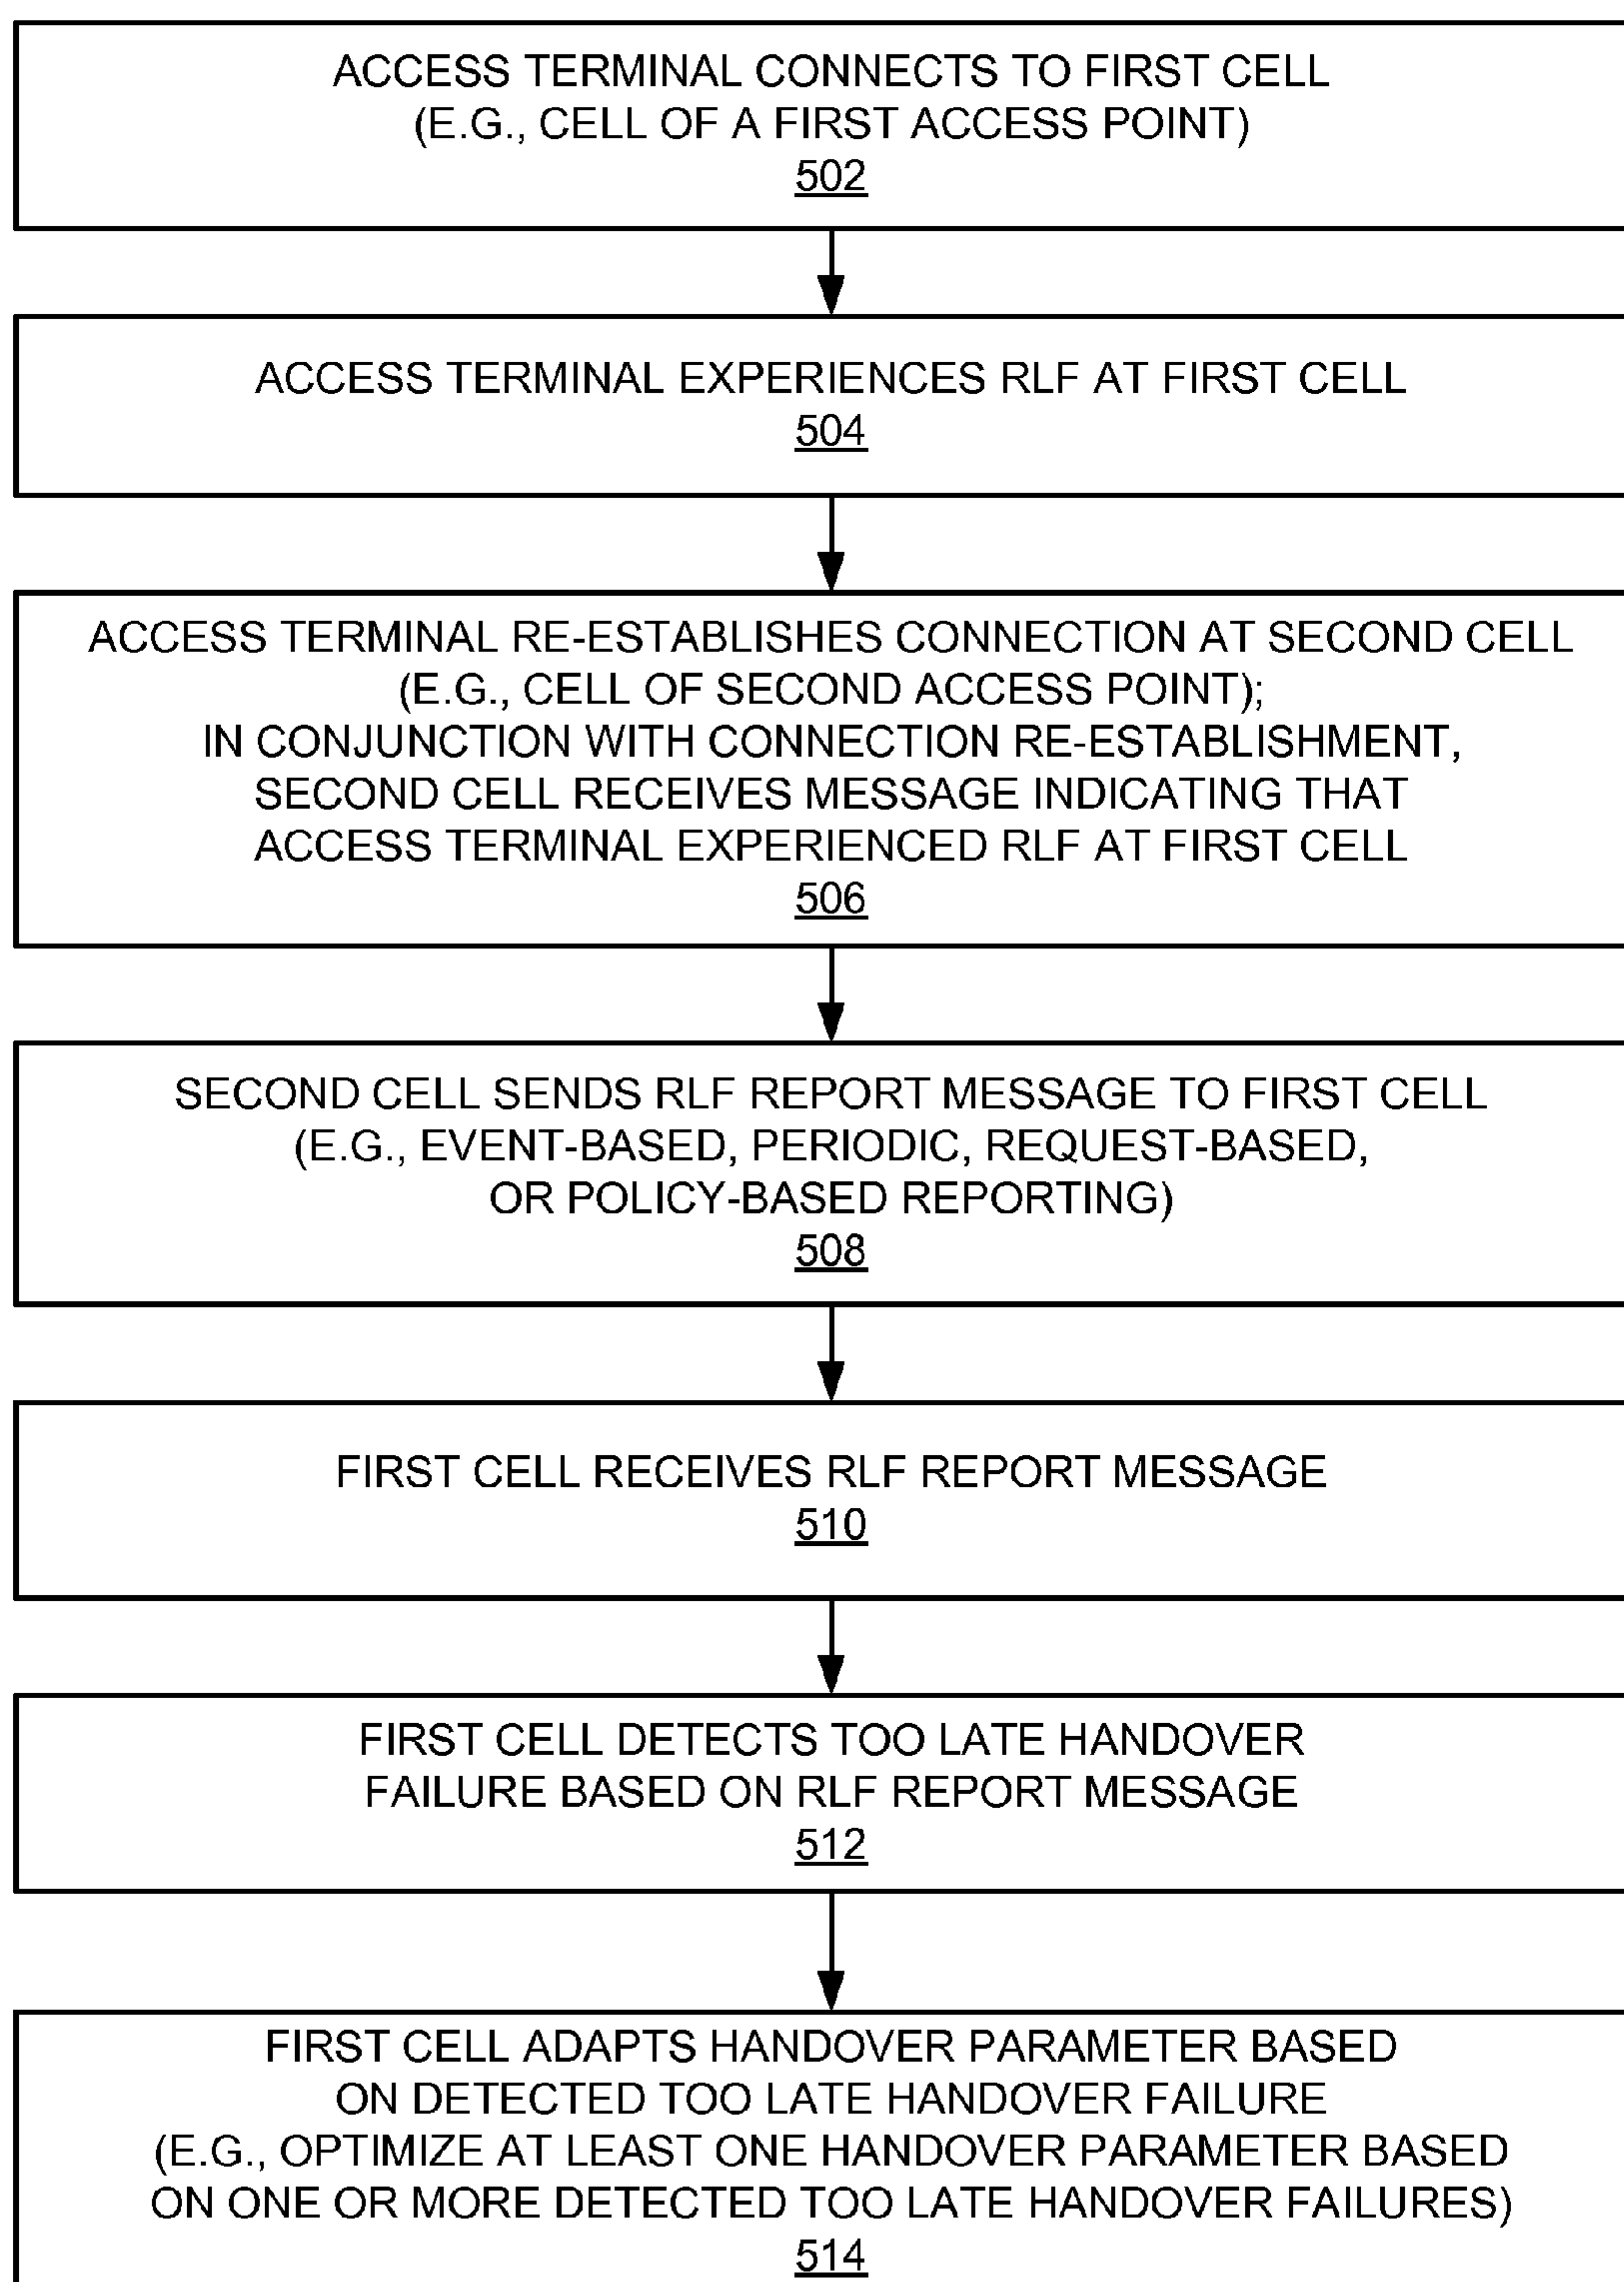 ACCESS TERMINAL CONNECTS TO FIRST CELL
(E.G., CELL OF A FIRST ACCESS POINT)
502
ACCESS TERMINAL EXPERIENCES RLF AT FIRST CELL
504
ACCESS TERMINAL RE-ESTABLISHES CONNECTION AT SECOND CELL
(E.G., CELL OF SECOND ACCESS POINT);
IN CONJUNCTION WITH CONNECTION RE-ESTABLISHMENT,
SECOND CELL RECEIVES MESSAGE INDICATING THAT
ACCESS TERMINAL EXPERIENCED RLF AT FIRST CELL
506
SECOND CELL SENDS RLF REPORT MESSAGE TO FIRST CELL
(E.G., EVENT-BASED, PERIODIC, REQUEST-BASED,
OR POLICY-BASED REPORTING)
508
FIRST CELL RECEIVES RLF REPORT MESSAGE
510
FIRST CELL DETECTS TOO LATE HANDOVER
FAILURE BASED ON RLF REPORT MESSAGE
512
FIRST CELL ADAPTS HANDOVER PARAMETER BASED
ON DETECTED TOO LATE HANDOVER FAILURE
(E.G., OPTIMIZE AT LEAST ONE HANDOVER PARAMETER BASED
ON ONE OR MORE DETECTED TOO LATE HANDOVER FAILURES)
514